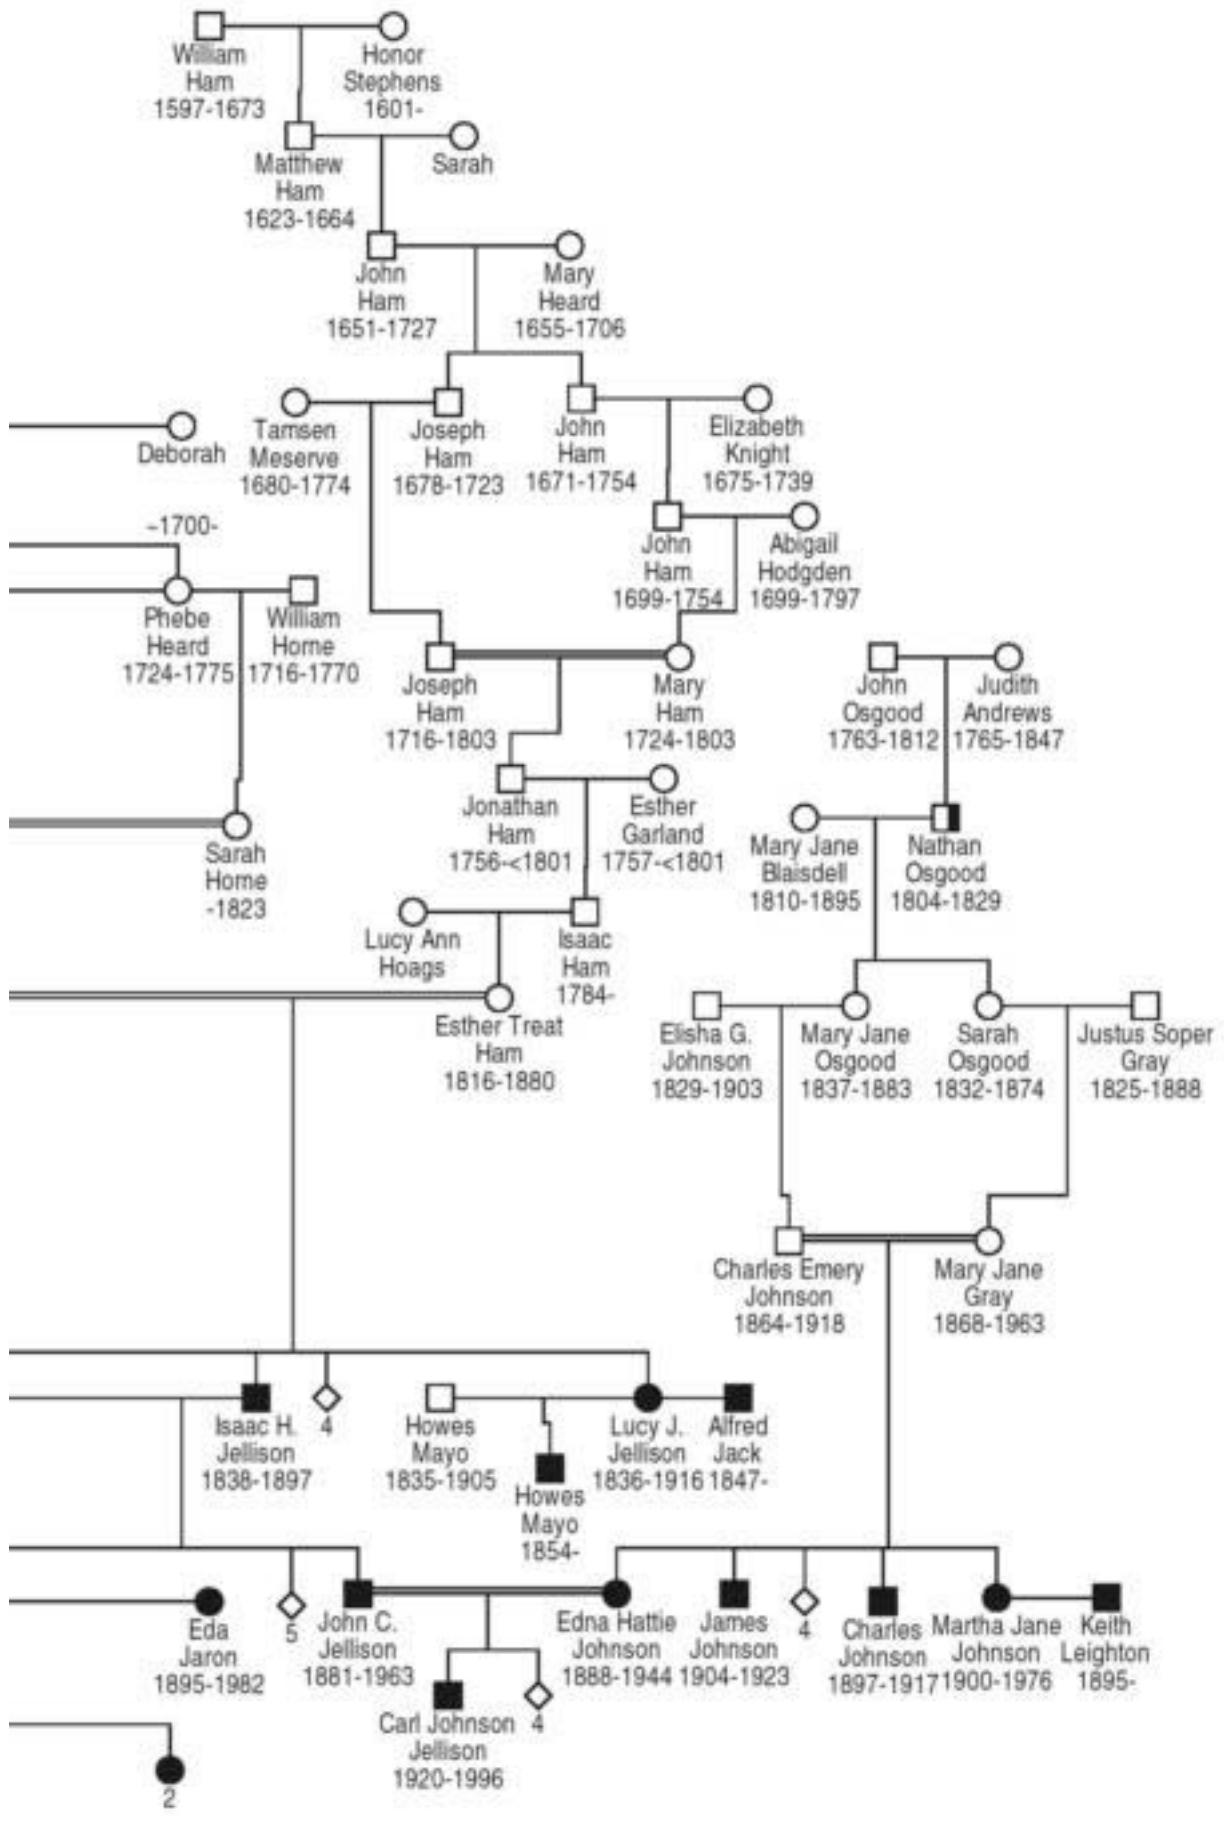 William
Ham
1597-1673
Honor
Stephens
1601-
Matthew
Ham
1623-1664
Sarah
John
Ham
1651-1727
Mary
Heard
1655-1706
Deborah
Tamsen
Meserve
1680-1774
Joseph
Ham
1678-1723
John
Ham
1671-1754
Elizabeth
Knight
1675-1739
~1700-
John
Ham
1699-1754
Abigail
Hodgden
1699-1797
Phebe
Heard
1724-1775
William
Horne
1716-1770
Joseph
Ham
1716-1803
Mary
Ham
1724-1803
John
Osgood
1763-1812
Judith
Andrews
1765-1847
Jonathan
Ham
1756-<1801
Esther
Garland
1757-<1801
Sarah
Horne
-1823
Mary Jane
Blaisdell
1810-1895
Nathan
Osgood
1804-1829
Lucy Ann
Hoags
Isaac
Ham
1784-
Esther Treat
Ham
1816-1880
Elisha G.
Johnson
1829-1903
Mary Jane
Osgood
1837-1883
Sarah
Osgood
1832-1874
Justus Soper
Gray
1825-1888
Charles Emery
Johnson
1864-1918
Mary Jane
Gray
1868-1963
Isaac H.
Jellison
1838-1897
4
Howes
Mayo
1835-1905
Lucy J.
Jellison
1836-1916
Alfred
Jack
1847-
Howes
Mayo
1854-
Eda
Jaron
1895-1982
5
John C.
Jellison
1881-1963
Edna Hattie
Johnson
1888-1944
James
Johnson
1904-1923
4
Charles
Johnson
1897-1917
Martha Jane
Johnson
1900-1976
Keith
Leighton
1895-
Carl Johnson
Jellison
1920-1996
4
2